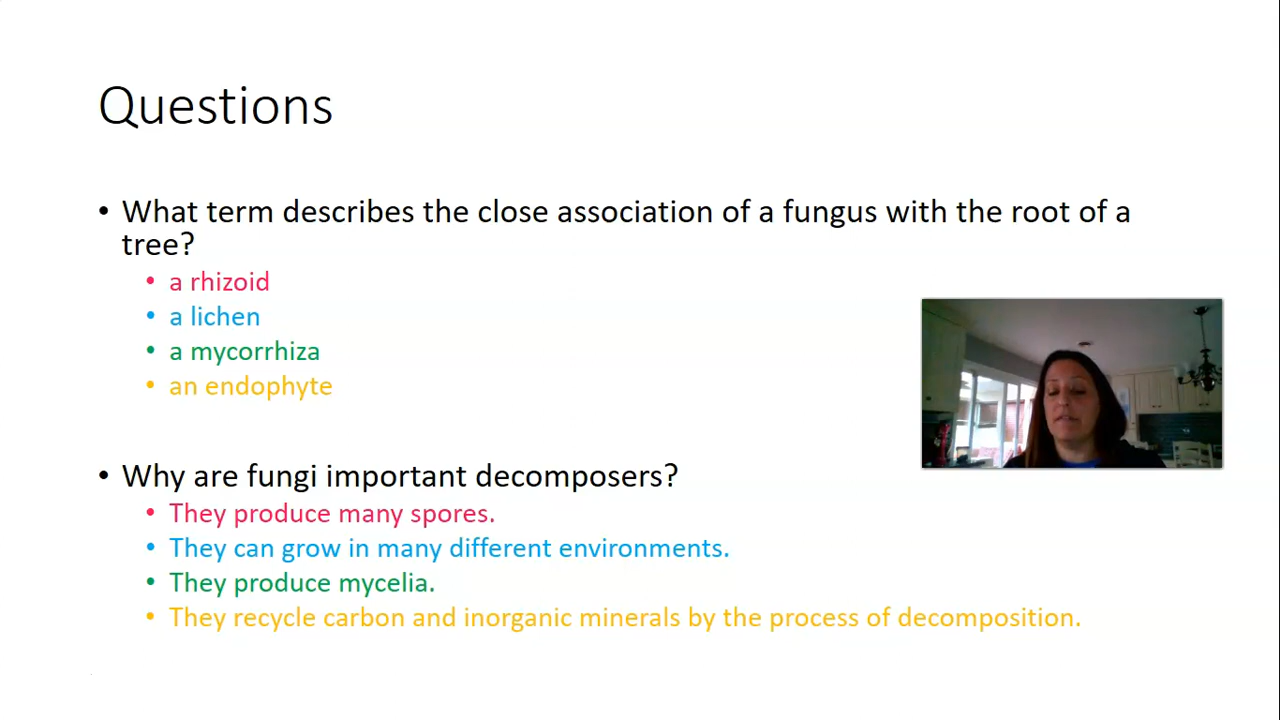 Questions
• What term describes the close association of a fungus with the root of a
tree?
• a rhizoid
• a lichen
• a mycorrhiza
• an endophyte
• Why are fungi important decomposers?
• They produce many spores.
• They can grow in many different environments.
• They produce mycelia.
• They recycle carbon and inorganic minerals by the process of decomposition.